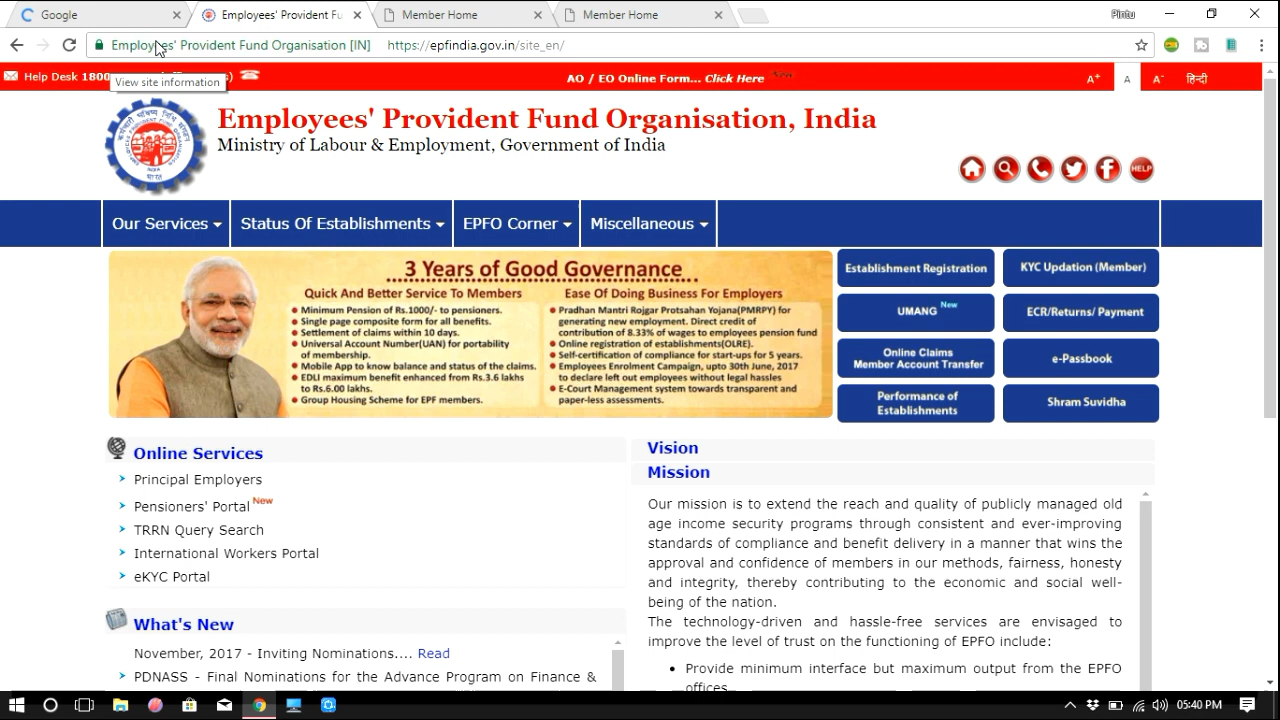 Google
Employees' Provident Fu
Member Home
Member Home
Pintu
Employees' Provident Fund Organisation [IN]
https://epfindia.gov.in/site_en/
Help Desk 1800
s)
View site information
AO / EO Online Form... Click Here New
A+
A
A-
हिन्दी
Employees' Provident Fund Organisation, India
Ministry of Labour & Employment, Government of India
HELP
Our Services
Status Of Establishments
EPFO Corner
Miscellaneous
3 Years of Good Governance
Quick And Better Service To Members
Minimum Pension of Rs.1000/- to pensioners.
Single page composite form for all benefits.
Settlement of claims within 10 days.
Universal Account Number(UAN) for portability
of membership.
Mobile App to know balance and status of the claims.
EDLI maximum benefit enhanced from Rs.3.6 lakhs
to Rs.6.00 lakhs.
Group Housing Scheme for EPF members.
Ease Of Doing Business For Employers
Pradhan Mantri Rojgar Protsahan Yojana(PMRPY) for
generating new employment. Direct credit of
contribution of 8.33% of wages to employees pension fund
Online registration of establishments(OLRE).
Self-certification of compliance for start-ups for 5 years.
Employees Enrolment Campaign, upto 30th June, 2017
to declare left out employees without legal hassles
E-Court Management system towards transparent and
paper-less assessments.
Establishment Registration
KYC Updation (Member)
UMANG New
ECR/Returns/ Payment
Online Claims
Member Account Transfer
e-Passbook
Performance of
Establishments
Shram Suvidha
Online Services
Principal Employers
Pensioners' Portal New
TRRN Query Search
International Workers Portal
eKYC Portal
What's New
November, 2017 - Inviting Nominations.... Read
PDNASS - Final Nominations for the Advance Program on Finance &
Vision
Mission
Our mission is to extend the reach and quality of publicly managed old
age income security programs through consistent and ever-improving
standards of compliance and benefit delivery in a manner that wins the
approval and confidence of members in our methods, fairness, honesty
and integrity, thereby contributing to the economic and social well-
being of the nation.
The technology-driven and hassle-free services are envisaged to
improve the level of trust on the functioning of EPFO include:
Provide minimum interface but maximum output from the EPFO
offices
05:40 PM